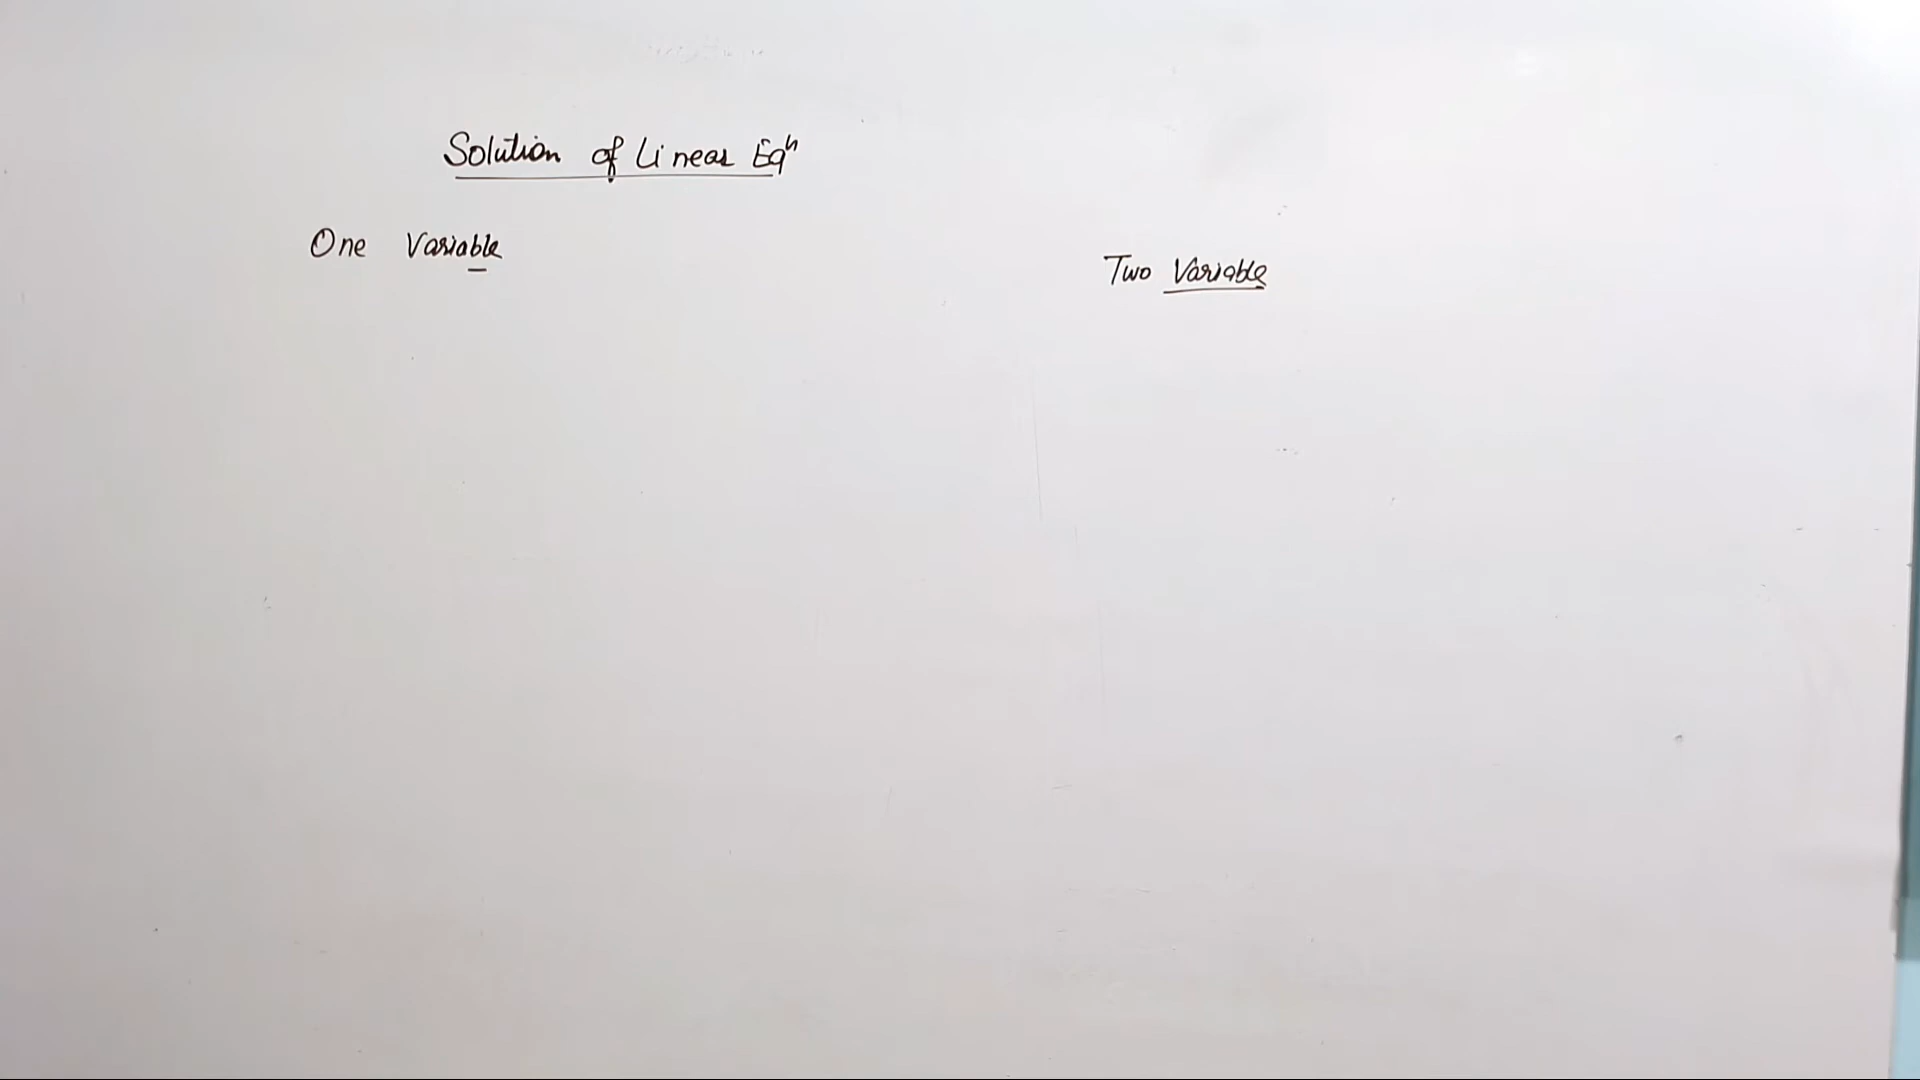 Solution of Linear Eqⁿ
One Variable
Two Variable